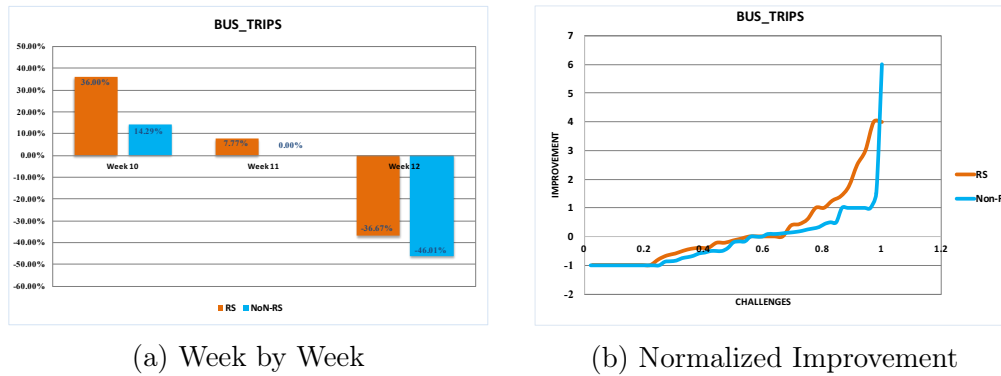 BUS_TRIPS
50.00%
40.00%
30.00%
20.00%
10.00%
0.00%
-10.00%
-20.00%
-30.00%
-40.00%
-50.00%
-60.00%
36.00%
14.29%
7.77%
0.00%
-36.67%
-46.01%
Week 10
Week 11
Week 12
RS NoN-RS
(a) Week by Week
BUS_TRIPS
IMPROVEMENT
7
6
5
4
3
2
1
0
-1
-2
0 0.2 0.4 0.6 0.8 1 1.2
CHALLENGES
RS
(b) Normalized Improvement